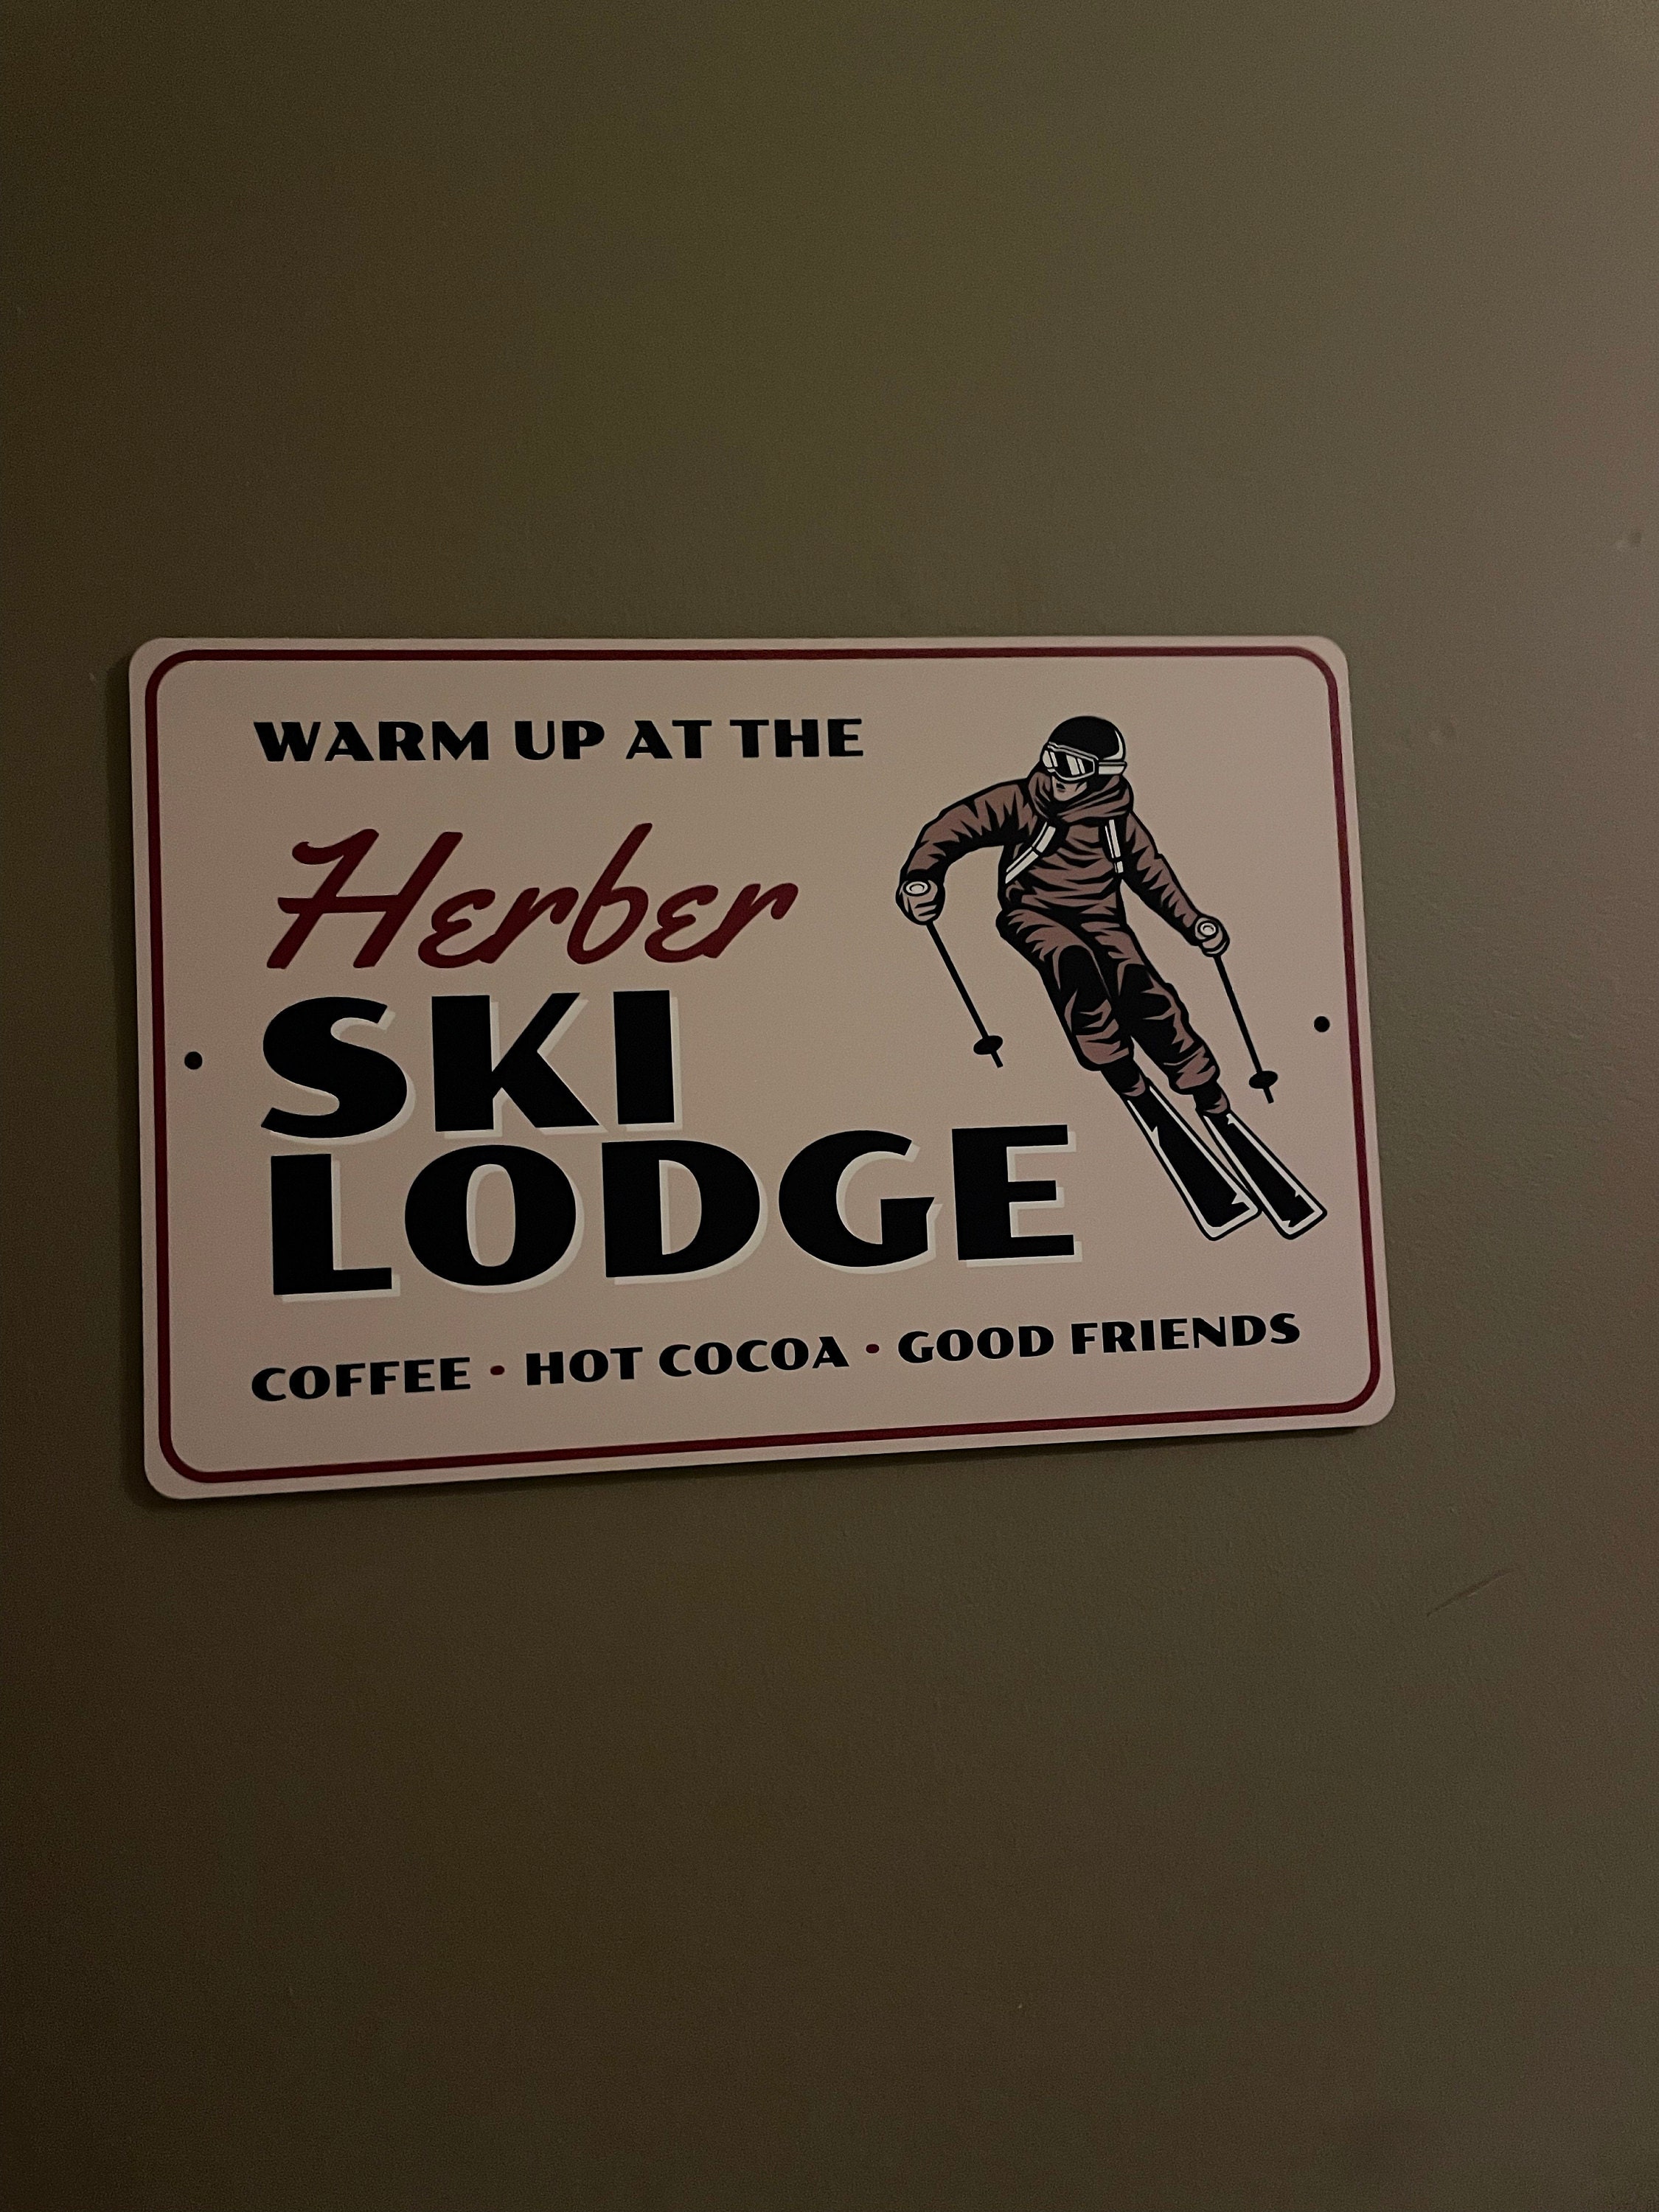 WARM UP AT THE
Herber
SKI
LODGE
COFFEE • HOT COCOA • GOOD FRIENDS